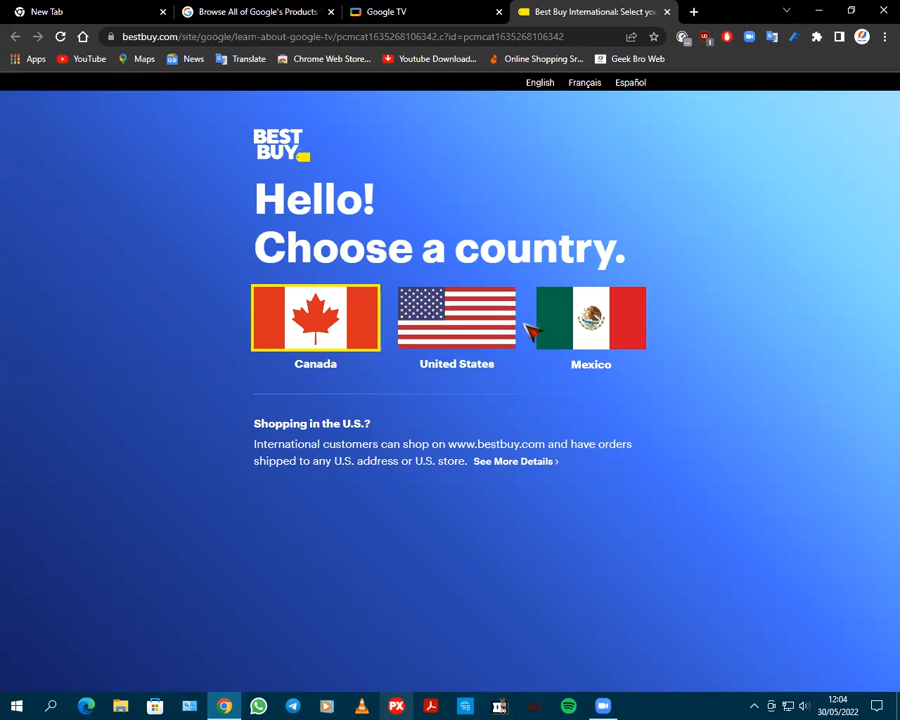 New Tab
Browse All of Google's Products
Google TV
Best Buy International: Select you
bestbuy.com/site/google/learn-about-google-tv/pcmcat1635268106342.c?id=pcmcat1635268106342
Apps
YouTube
Maps
News
Translate
Chrome Web Store...
Youtube Download...
Online Shopping Sr...
Geek Bro Web
English
Français
Español
BEST
BUY
Hello!
Choose a country.
Canada
United States
Mexico
Shopping in the U.S.?
International customers can shop on www.bestbuy.com and have orders
shipped to any U.S. address or U.S. store. See More Details ›
PX
12:04
30/05/2022